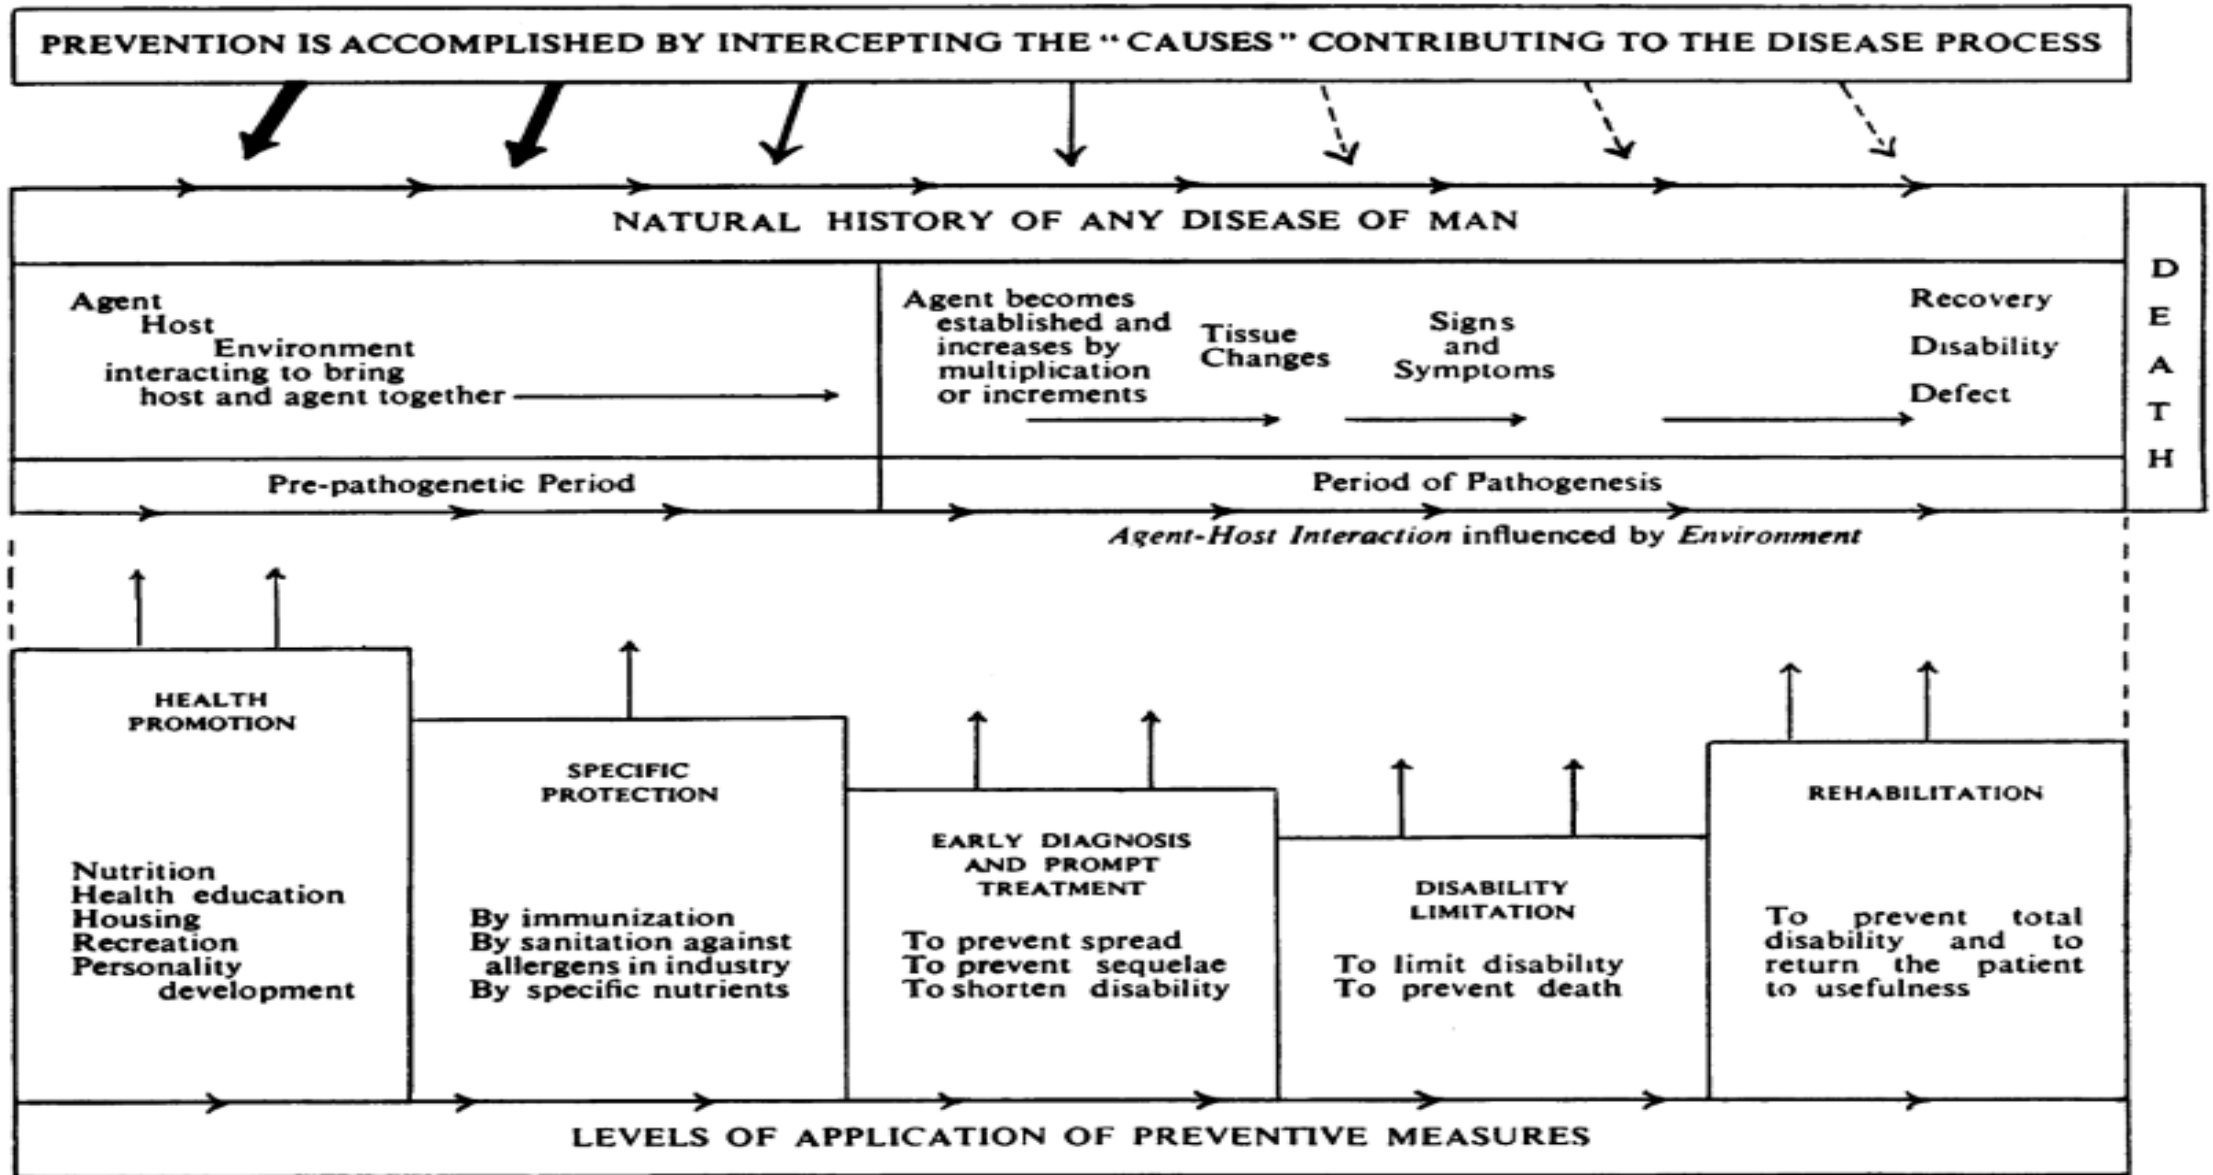 PREVENTION IS ACCOMPLISHED BY INTERCEPTING THE "CAUSES" CONTRIBUTING TO THE DISEASE PROCESS
NATURAL HISTORY OF ANY DISEASE OF MAN
Agent
Host
Environment
interacting to bring
host and agent together
Agent becomes
established and
increases by
multiplication
or increments
Tissue
Changes
Signs
and
Symptoms
Recovery
Disability
Defect
D
E
A
T
H
Pre-pathogenetic Period
Period of Pathogenesis
Agent-Host Interaction influenced by Environment
HEALTH
PROMOTION
Nutrition
Health education
Housing
Recreation
Personality
development
SPECIFIC
PROTECTION
By immunization
By sanitation against
allergens in industry
By specific nutrients
EARLY DIAGNOSIS
AND PROMPT
TREATMENT
To prevent spread
To prevent sequelae
To shorten disability
DISABILITY
LIMITATION
To limit disability
To prevent death
REHABILITATION
To prevent total
disability and to
return the patient
to usefulness
LEVELS OF APPLICATION OF PREVENTIVE MEASURES